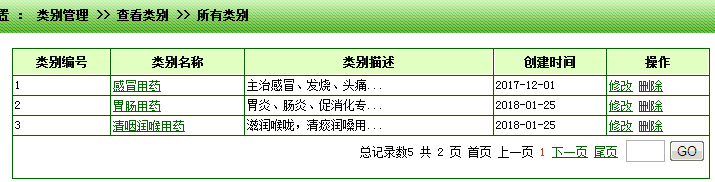 置 ： 类别管理 >> 查看类别 >> 所有类别
类别编号 类别名称 类别描述 创建时间 操作
1 感冒用药 主治感冒、发烧、头痛... 2017-12-01 修改 删除
2 胃肠用药 胃炎、肠炎、促消化专... 2018-01-25 修改 删除
3 清咽润喉用药 滋润喉咙，清痰润嗓用... 2018-01-25 修改 删除
总记录数5 共 2 页 首页 上一页 1 下一页 尾页 GO